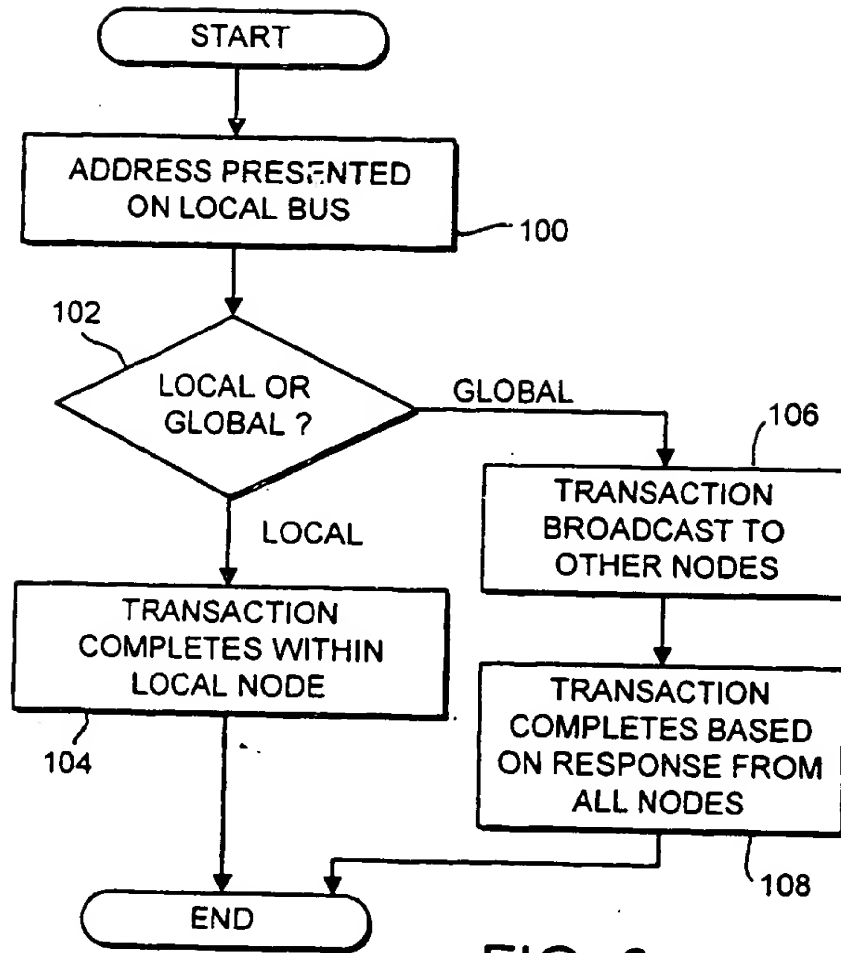 START
ADDRESS PRESENTED
ON LOCAL BUS
100
102
LOCAL OR
GLOBAL ?
GLOBAL
LOCAL
106
TRANSACTION
BROADCAST TO
OTHER NODES
TRANSACTION
COMPLETES WITHIN
LOCAL NODE
104
TRANSACTION
COMPLETES BASED
ON RESPONSE FROM
ALL NODES
108
END